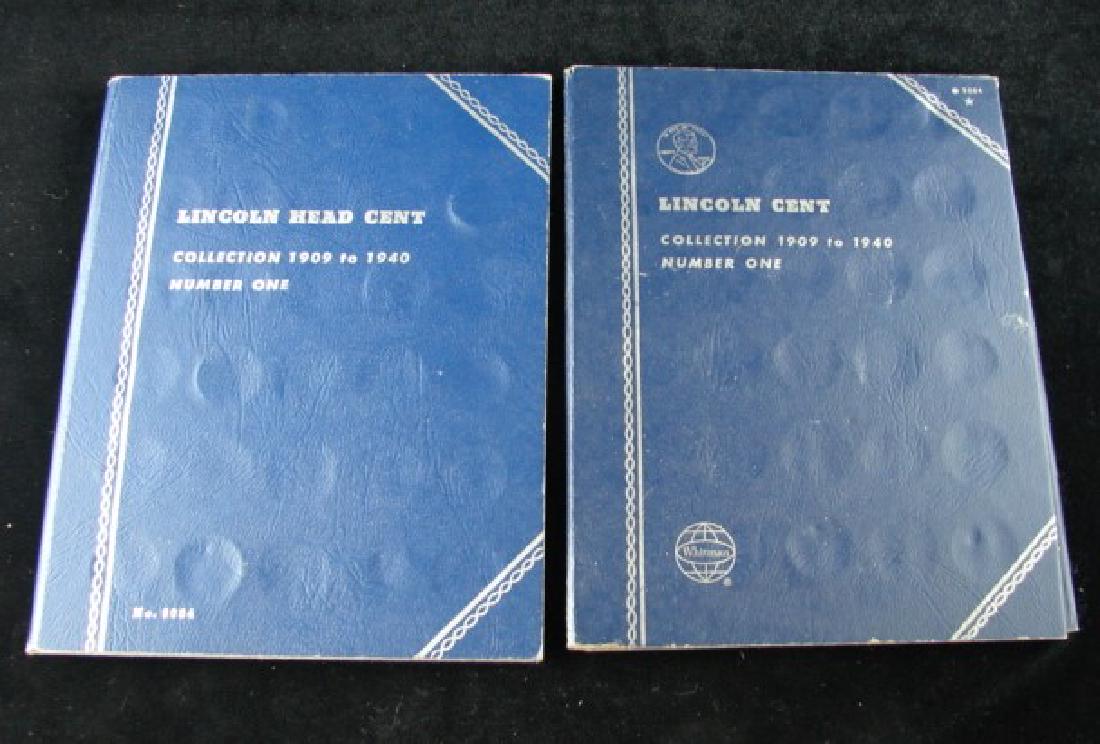 LINCOLN HEAD CENT
COLLECTION 1909 to 1940
NUMBER ONE
No. 9004
9004
LINCOLN CENT
COLLECTION 1909 to 1940
NUMBER ONE
Whitman
®